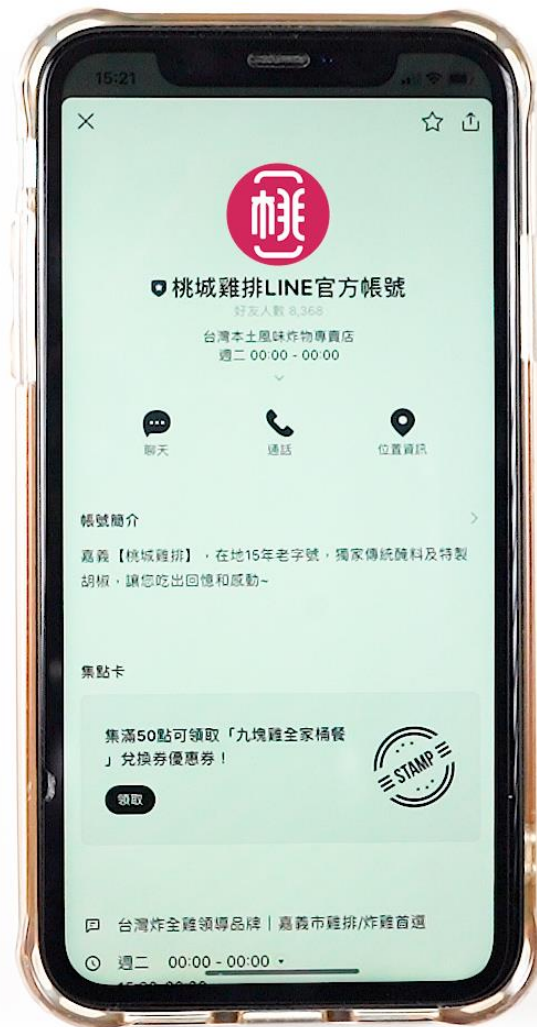 15:21
桃
桃城雞排LINE官方帳號
好友人數 8,368
台灣本土風味炸物專賣店
週二 00:00 - 00:00
聊天
通話
位置資訊
帳號簡介
嘉義【桃城雞排】，在地15年老字號，獨家傳統醃料及特製
胡椒，讓您吃出回憶和感動~
集點卡
集滿50點可領取「九塊雞全家桶餐
」兌換券優惠券！
STAMP
領取
台灣炸全雞領導品牌｜嘉義市雞排/炸雞首選
週二 00:00 - 00:00